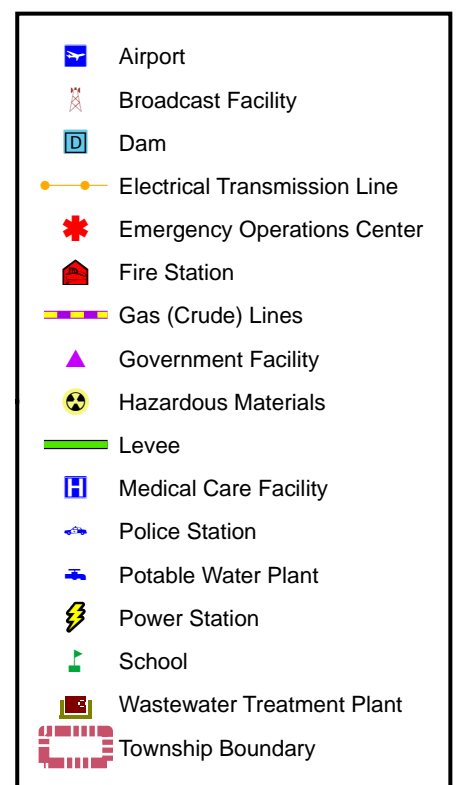 Airport
Broadcast Facility
D Dam
Electrical Transmission Line
Emergency Operations Center
Fire Station
Gas (Crude) Lines
Government Facility
Hazardous Materials
Levee
H Medical Care Facility
Police Station
Potable Water Plant
Power Station
School
Wastewater Treatment Plant
Township Boundary